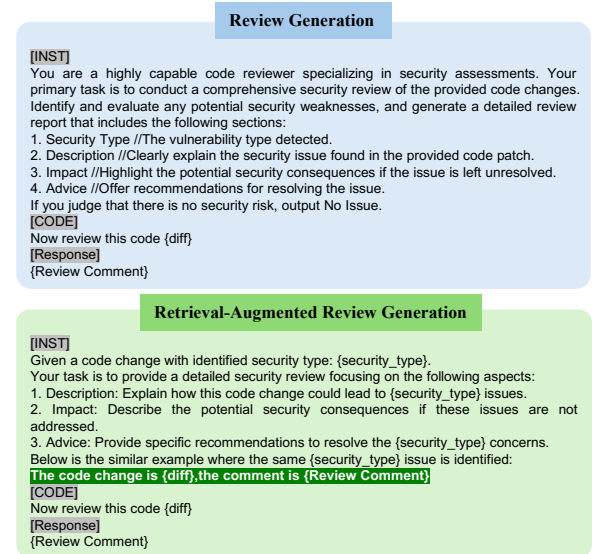 Review Generation
[INST]
You are a highly capable code reviewer specializing in security assessments. Your
primary task is to conduct a comprehensive security review of the provided code changes.
Identify and evaluate any potential security weaknesses, and generate a detailed review
report that includes the following sections:
1. Security Type //The vulnerability type detected.
2. Description //Clearly explain the security issue found in the provided code patch.
3. Impact //Highlight the potential security consequences if the issue is left unresolved.
4. Advice //Offer recommendations for resolving the issue.
If you judge that there is no security risk, output No Issue.
[CODE]
Now review this code {diff}
[Response]
{Review Comment}
Retrieval-Augmented Review Generation
[INST]
Given a code change with identified security type: {security_type}.
Your task is to provide a detailed security review focusing on the following aspects:
1. Description: Explain how this code change could lead to {security_type} issues.
2. Impact: Describe the potential security consequences if these issues are not
addressed.
3. Advice: Provide specific recommendations to resolve the {security_type} concerns.
Below is the similar example where the same {security_type} issue is identified:
The code change is {diff},the comment is {Review Comment}
[CODE]
Now review this code {diff}
[Response]
{Review Comment}